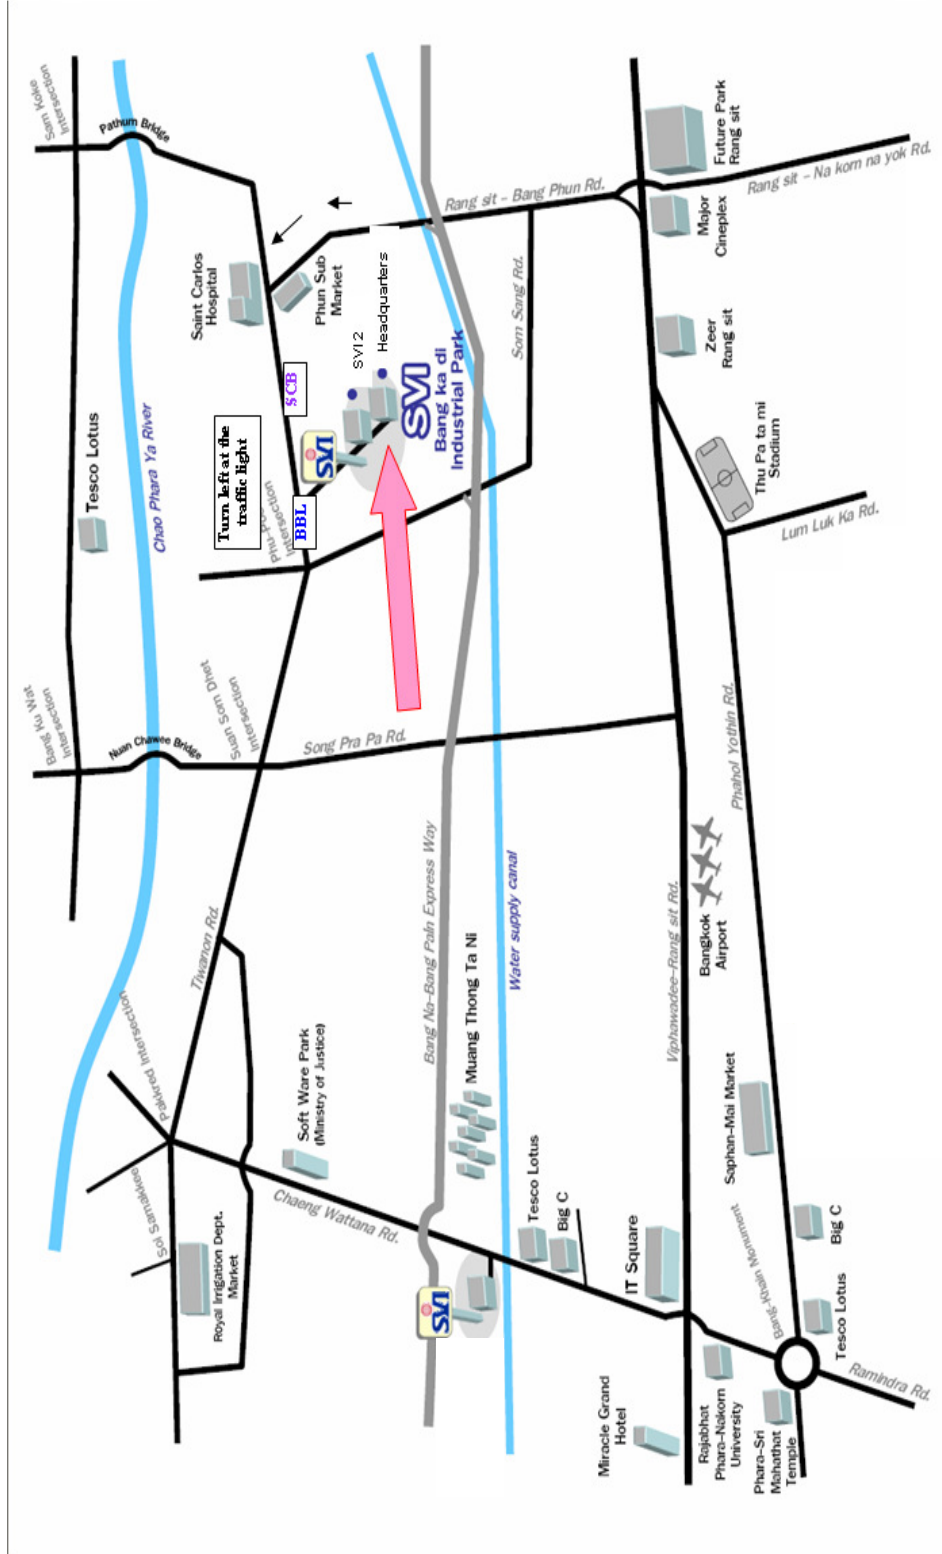 Bang Ku Wat
Intersection
Sam Koke
Intersection
Tesco Lotus
Nuan Chawee Bridge
Pathum Bridge
Chao Phara Ya River
Soi Samakkee
Pakkred Intersection
Tiwanon Rd.
Suan Som Dhet
Intersection
Turn left at the
traffic light
Intersection
Saint Carlos
Hospital
Royal Irrigation Dept.
Market
Soft Ware Park
(Ministry of Justice)
Song Pra Pa Rd.
BBL
SCB
SVI
Phun Sub
Market
SVI 2
Headquarters
SVI
Bang ka di
Industrial Park
Chaeng Wattana Rd.
SVI
Bang Na-Bang Paln Express Way
Muang Thong Ta Ni
Water supply canal
Rang sit - Bang Phun Rd.
Som Sang Rd.
Tesco Lotus
Big C
IT Square
Miracle Grand
Hotel
Viphawadee-Rang sit Rd.
Bangkok
Airport
Zeer
Rang sit
Major
Cineplex
Future Park
Rang sit
Rang sit - Na korn na yok Rd.
Thu Pa ta mi
Stadium
Lum Luk Ka Rd.
Phahol Yothin Rd.
Saphan-Mai Market
Bang-Khain Monument
Rajabhat
Phara-Nakorn
University
Phara-Sri
Mahathat
Temple
Tesco Lotus
Big C
Ramindra Rd.